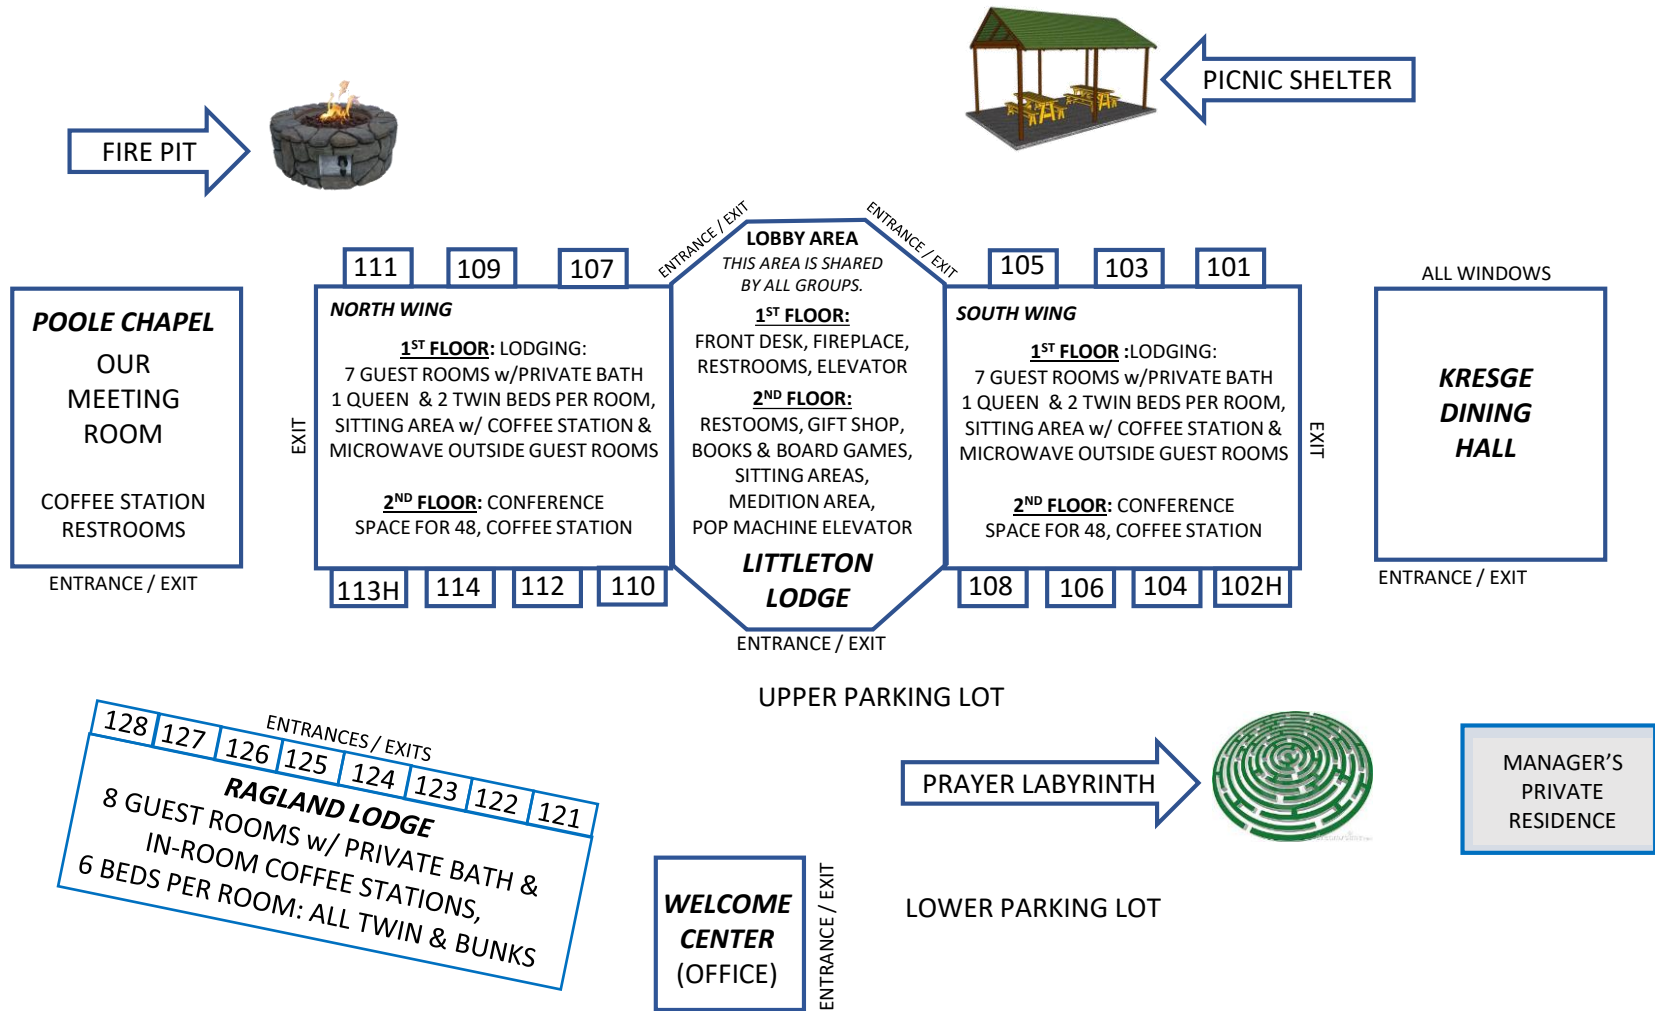 PICNIC SHELTER
FIRE PIT
ENTRANCE / EXIT
ENTRANCE / EXIT
111
109
107
105
103
101
POOLE CHAPEL
OUR
MEETING
ROOM
COFFEE STATION
RESTROOMS
ENTRANCE / EXIT
EXIT
NORTH WING
1ST FLOOR: LODGING:
7 GUEST ROOMS w/PRIVATE BATH
1 QUEEN & 2 TWIN BEDS PER ROOM,
SITTING AREA w/ COFFEE STATION &
MICROWAVE OUTSIDE GUEST ROOMS
2ND FLOOR: CONFERENCE
SPACE FOR 48, COFFEE STATION
113H
114
112
110
LOBBY AREA
THIS AREA IS SHARED
BY ALL GROUPS.
1ST FLOOR:
FRONT DESK, FIREPLACE,
RESTROOMS, ELEVATOR
2ND FLOOR:
RESTOOMS, GIFT SHOP,
BOOKS & BOARD GAMES,
SITTING AREAS,
MEDITION AREA,
POP MACHINE ELEVATOR
LITTLETON
LODGE
ENTRANCE / EXIT
SOUTH WING
1ST FLOOR :LODGING:
7 GUEST ROOMS w/PRIVATE BATH
1 QUEEN & 2 TWIN BEDS PER ROOM,
SITTING AREA w/ COFFEE STATION &
MICROWAVE OUTSIDE GUEST ROOMS
2ND FLOOR: CONFERENCE
SPACE FOR 48, COFFEE STATION
108
106
104
102H
EXIT
ALL WINDOWS
KRESGE
DINING
HALL
ENTRANCE / EXIT
UPPER PARKING LOT
ENTRANCES / EXITS
128
127
126
125
124
123
122
121
RAGLAND LODGE
8 GUEST ROOMS w/ PRIVATE BATH &
IN-ROOM COFFEE STATIONS,
6 BEDS PER ROOM: ALL TWIN & BUNKS
PRAYER LABYRINTH
MANAGER'S
PRIVATE
RESIDENCE
WELCOME
CENTER
(OFFICE)
ENTRANCE / EXIT
LOWER PARKING LOT